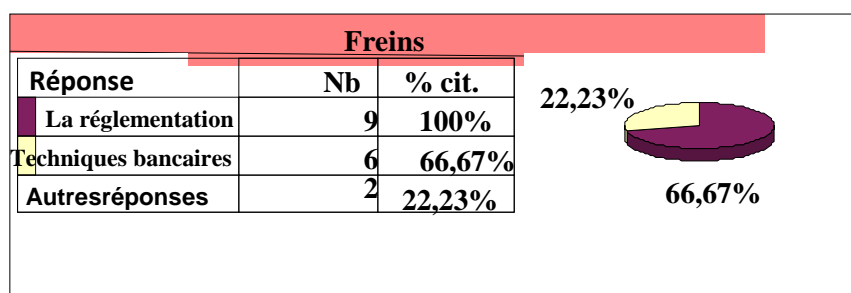 Freins
Réponse Nb % cit.
La réglementation 9 100%
Techniques bancaires 6 66,67%
Autresréponses 2 22,23%
22,23%
66,67%